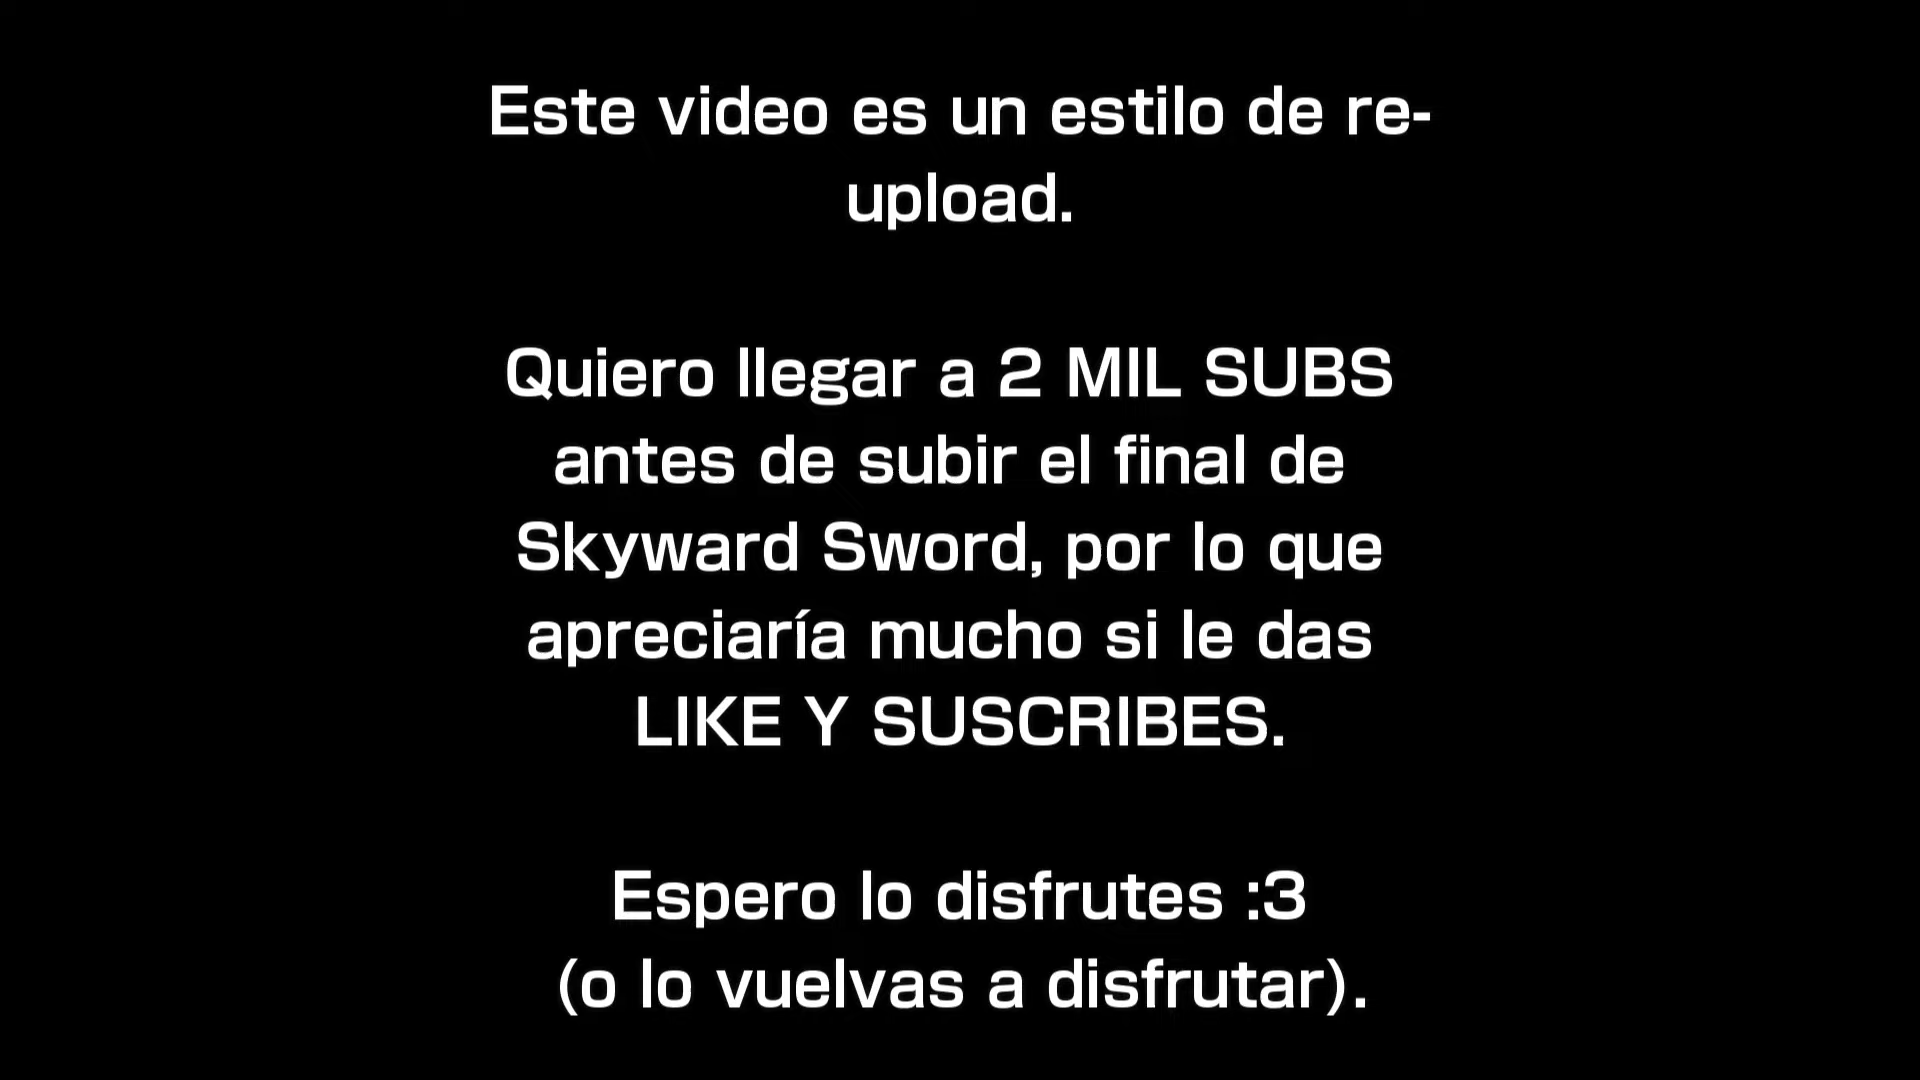 Este video es un estilo de re-
upload.
Quiero llegar a 2 MIL SUBS
antes de subir el final de
Skyward Sword, por lo que
apreciaría mucho si le das
LIKE Y SUSCRIBES.
Espero lo disfrutes :3
(o lo vuelvas a disfrutar).